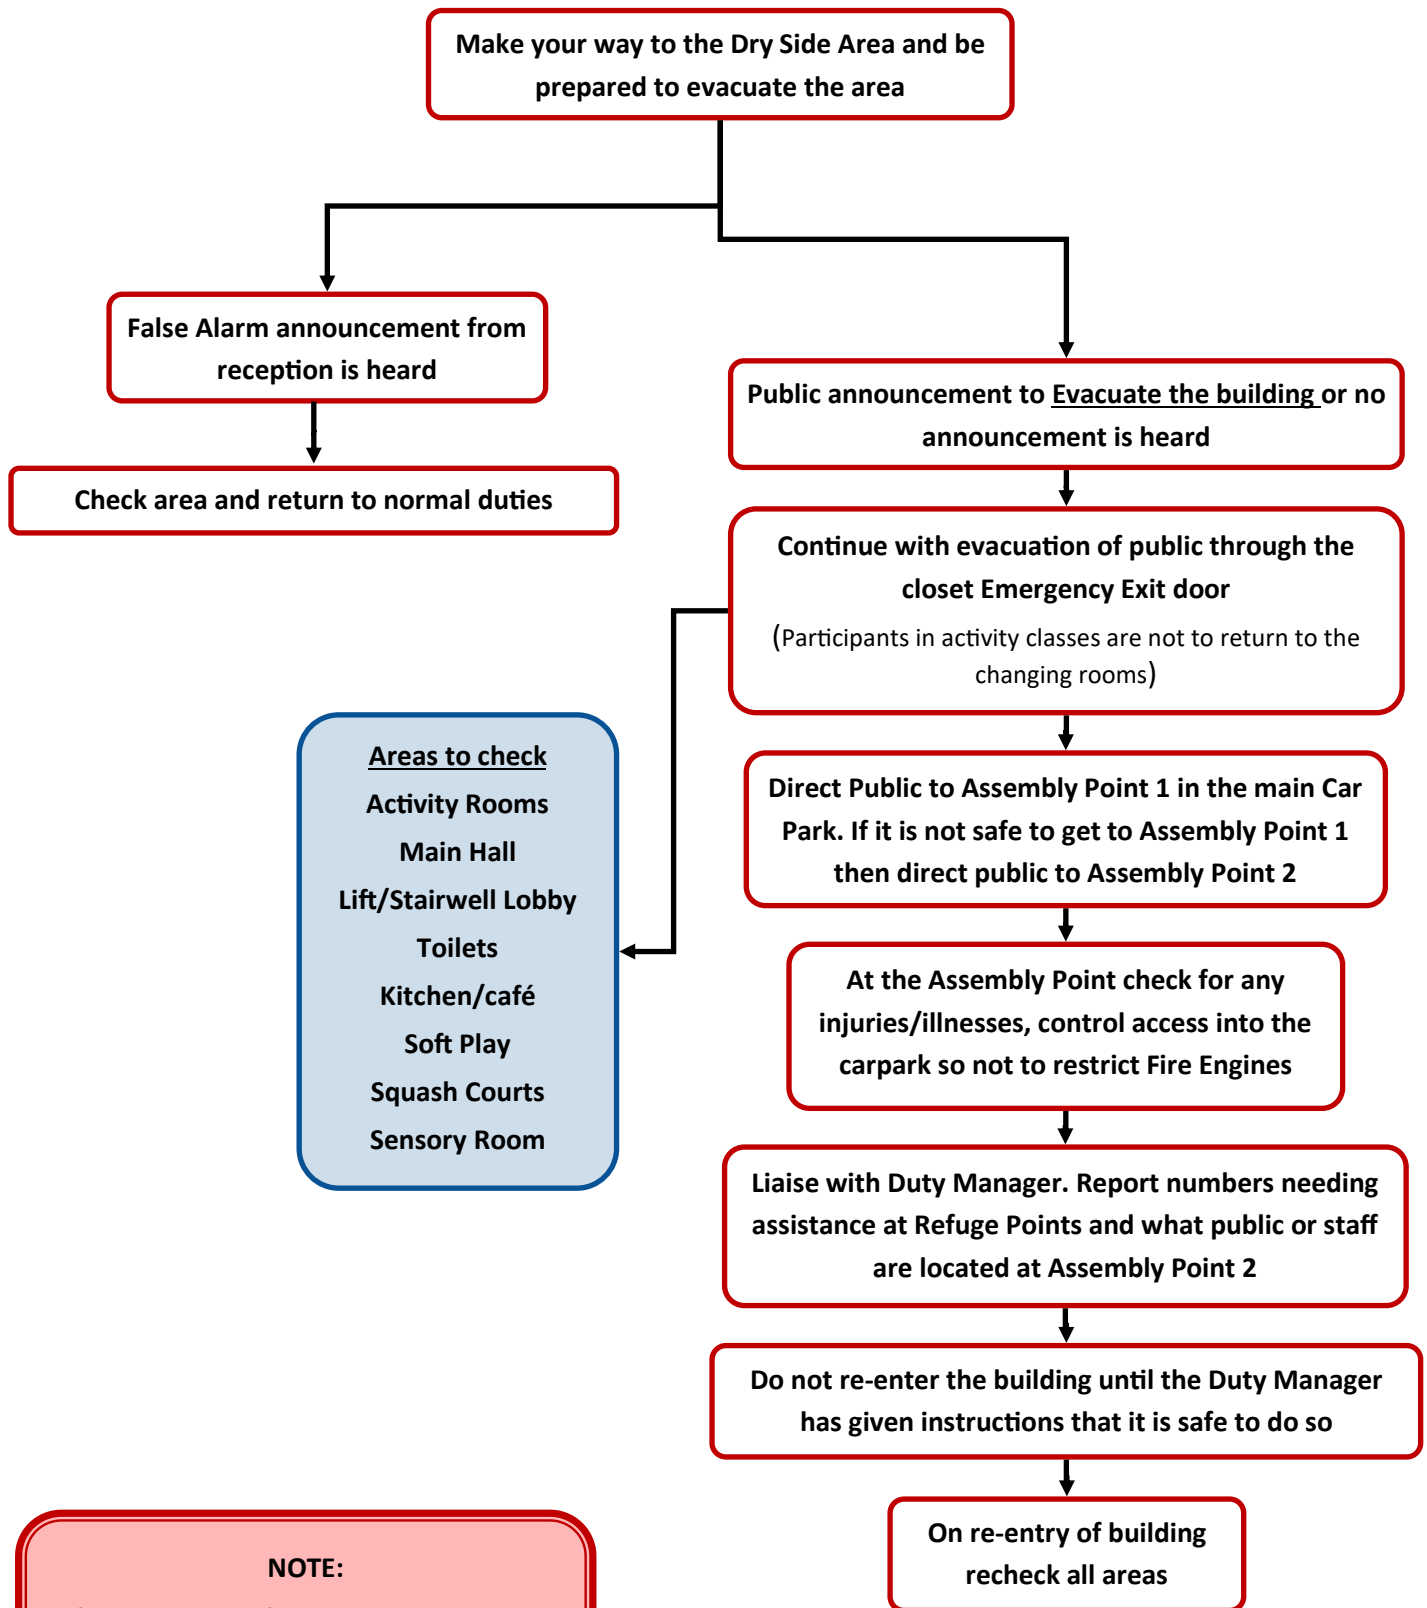 Make your way to the Dry Side Area and be
prepared to evacuate the area
False Alarm announcement from
reception is heard
Check area and return to normal duties
Public announcement to Evacuate the building or no
announcement is heard
Continue with evacuation of public through the
closet Emergency Exit door
(Participants in activity classes are not to return to the
changing rooms)
Areas to check
Activity Rooms
Main Hall
Lift/Stairwell Lobby
Toilets
Kitchen/café
Soft Play
Squash Courts
Sensory Room
Direct Public to Assembly Point 1 in the main Car
Park. If it is not safe to get to Assembly Point 1
then direct public to Assembly Point 2
At the Assembly Point check for any
injuries/illnesses, control access into the
carpark so not to restrict Fire Engines
Liaise with Duty Manager. Report numbers needing
assistance at Refuge Points and what public or staff
are located at Assembly Point 2
Do not re-enter the building until the Duty Manager
has given instructions that it is safe to do so
On re-entry of building
recheck all areas
NOTE: